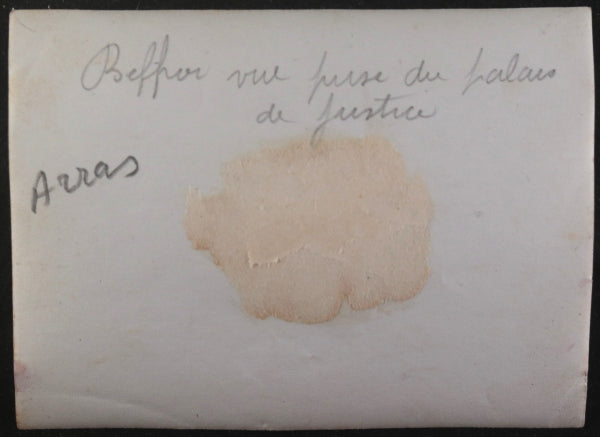 Beffroi vue prise du palais
de justice
Arras